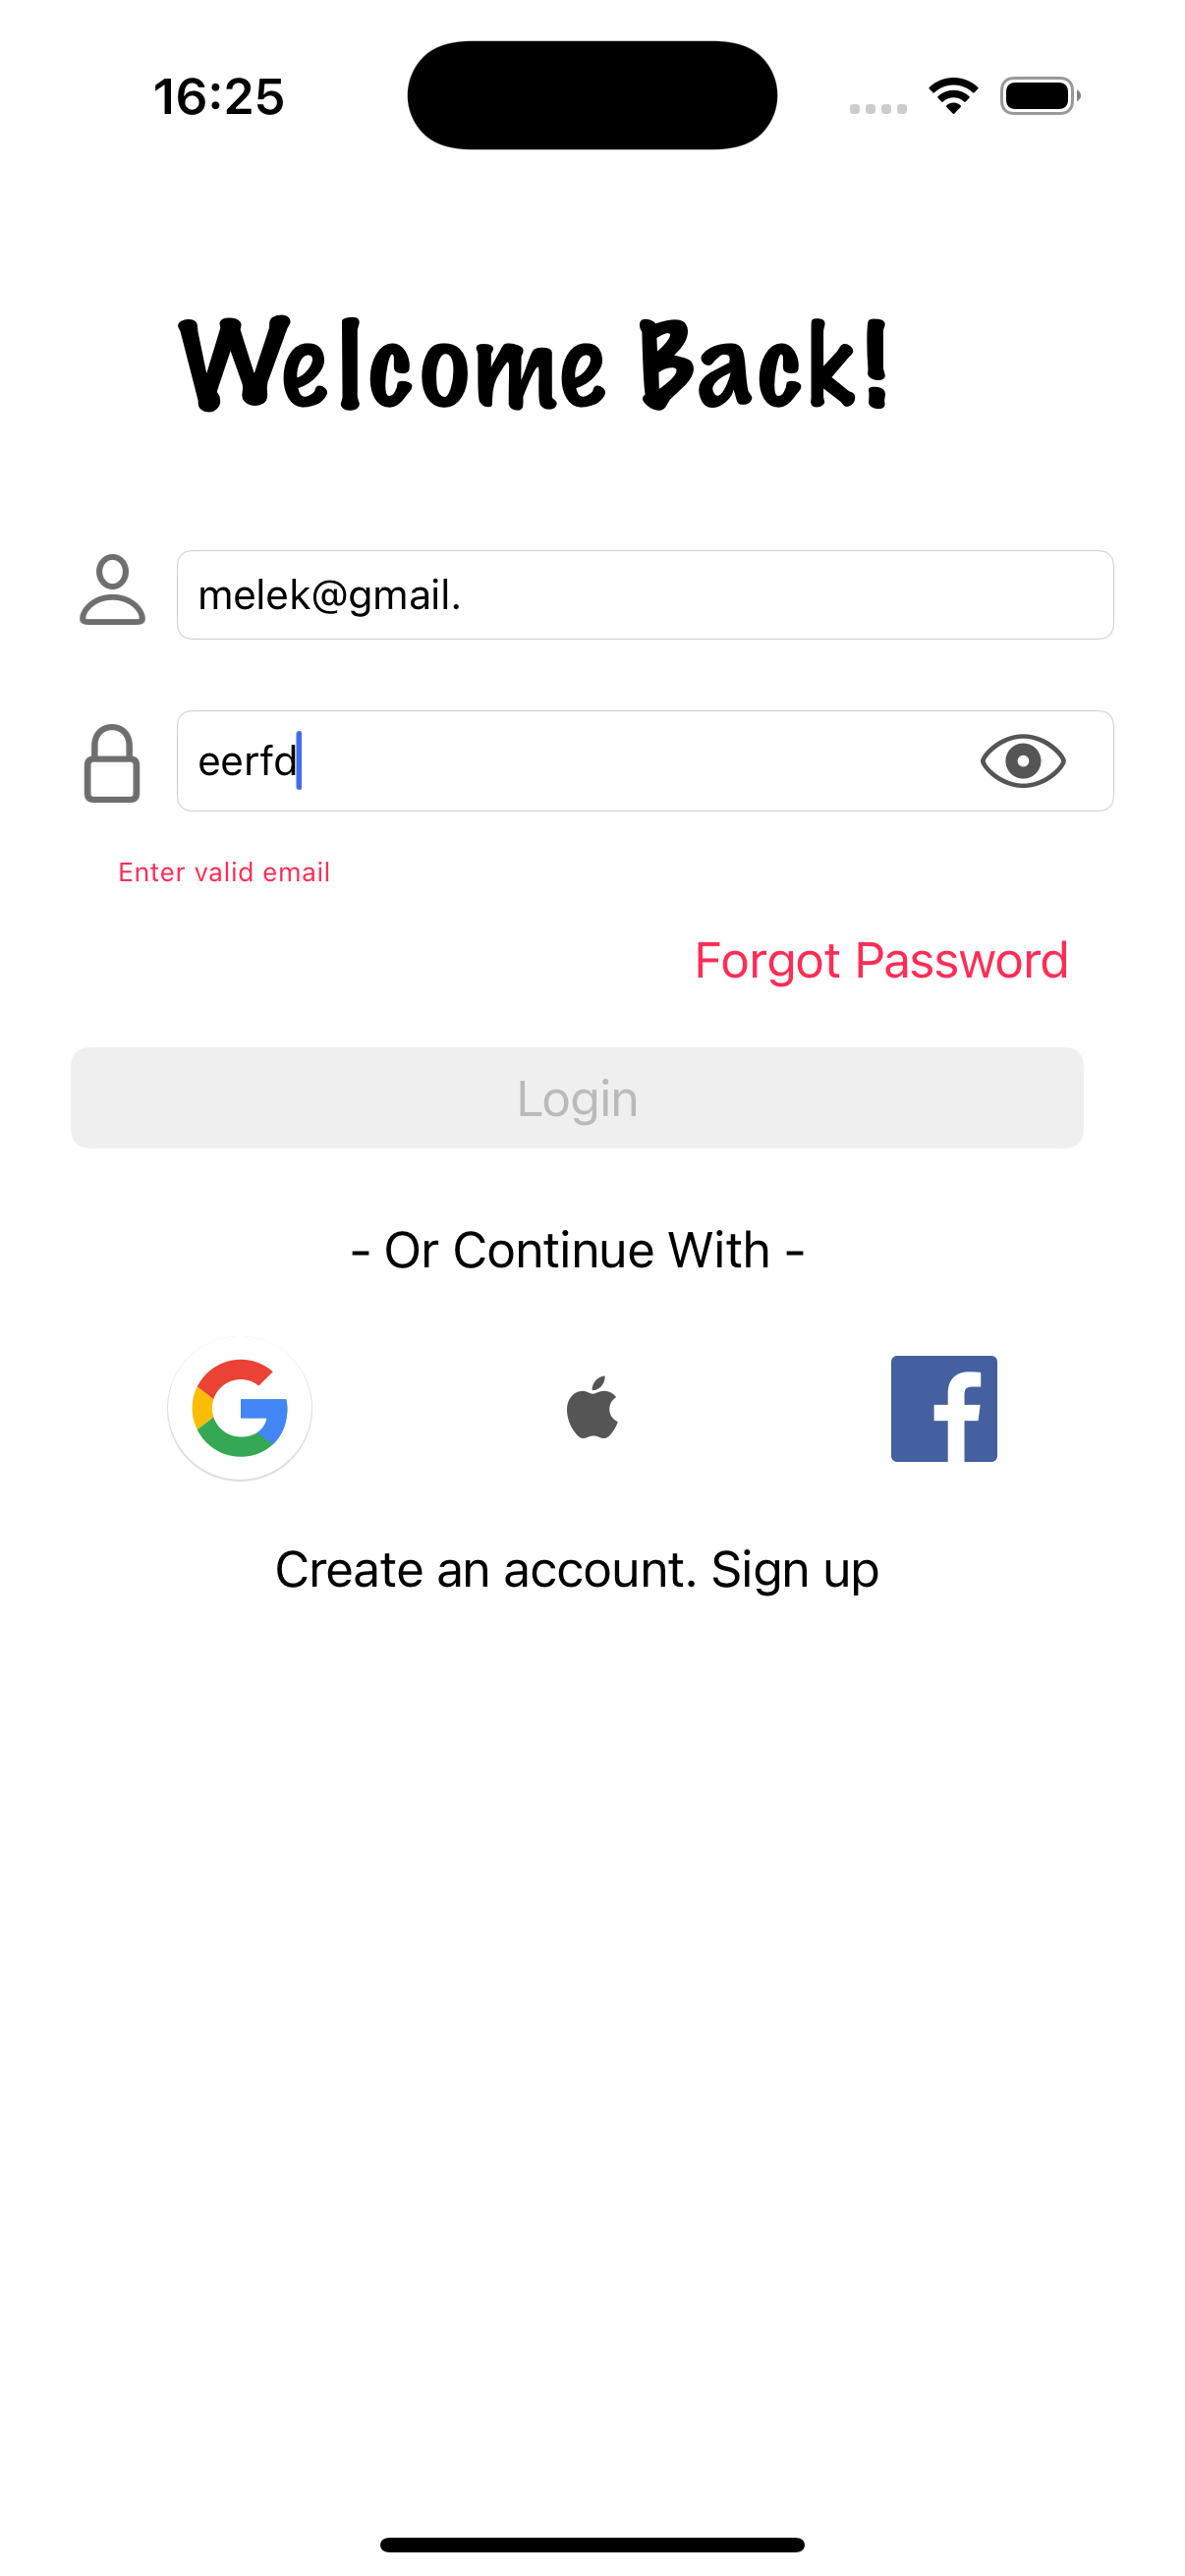 16:25
Welcome Back!
melek@gmail.
eerfd
Enter valid email
Forgot Password
Login
- Or Continue With -
Create an account. Sign up